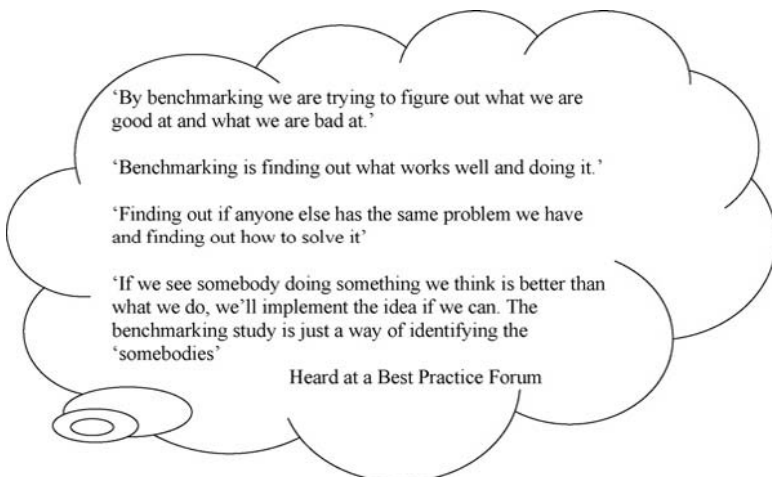 ‘By benchmarking we are trying to figure out what we are
good at and what we are bad at.’
‘Benchmarking is finding out what works well and doing it.’
‘Finding out if anyone else has the same problem we have
and finding out how to solve it’
‘If we see somebody doing something we think is better than
what we do, we’ll implement the idea if we can. The
benchmarking study is just a way of identifying the
‘somebodies’
Heard at a Best Practice Forum